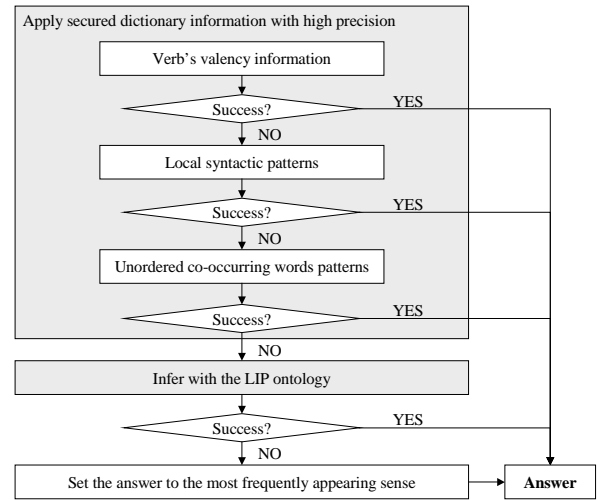 Apply secured dictionary information with high precision
Verb's valency information
Success?
YES
NO
Local syntactic patterns
Success?
YES
NO
Unordered co-occurring words patterns
Success?
YES
NO
Infer with the LIP ontology
Success?
YES
NO
Set the answer to the most frequently appearing sense
Answer